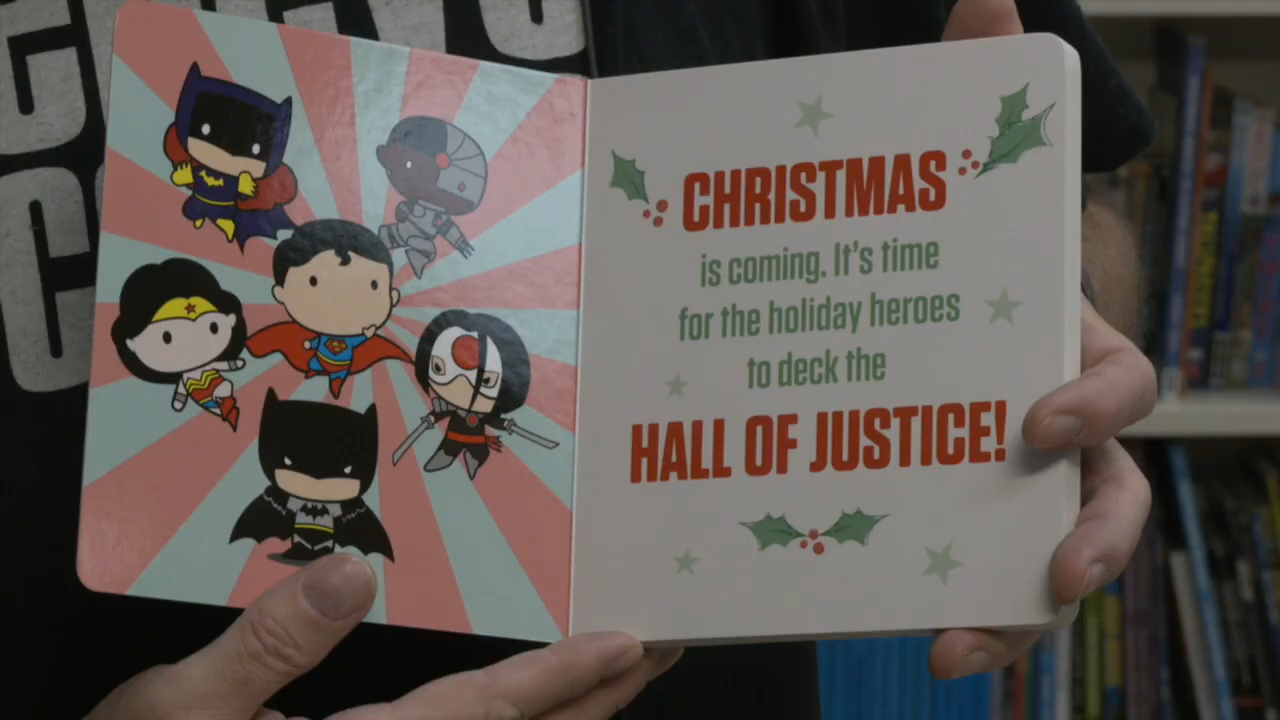 CHRISTMAS
is coming. It's time
for the holiday heroes
to deck the
HALL OF JUSTICE!